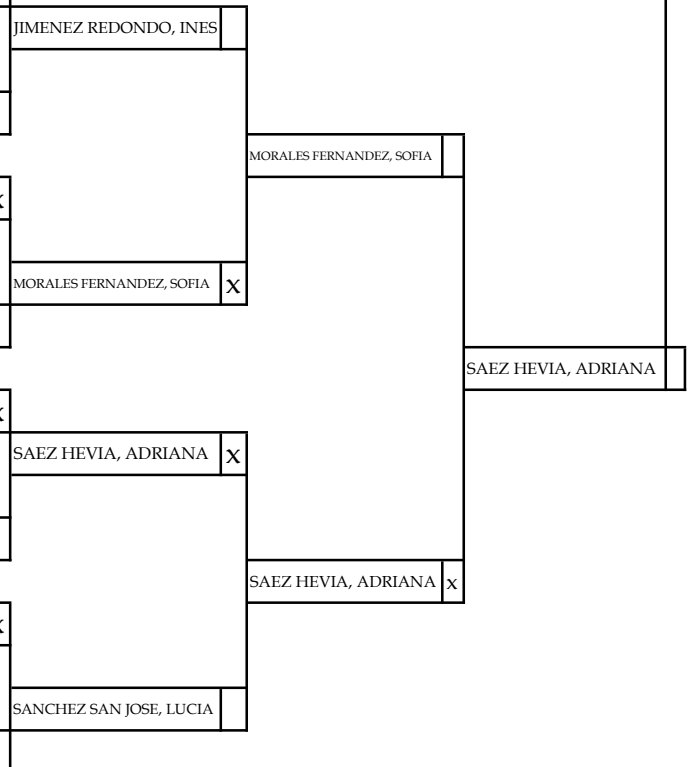 JIMENEZ REDONDO, INES
MORALES FERNANDEZ, SOFIA
x
MORALES FERNANDEZ, SOFIA x
SAEZ HEVIA, ADRIANA
x
SAEZ HEVIA, ADRIANA x
SAEZ HEVIA, ADRIANA x
x
SANCHEZ SAN JOSE, LUCIA